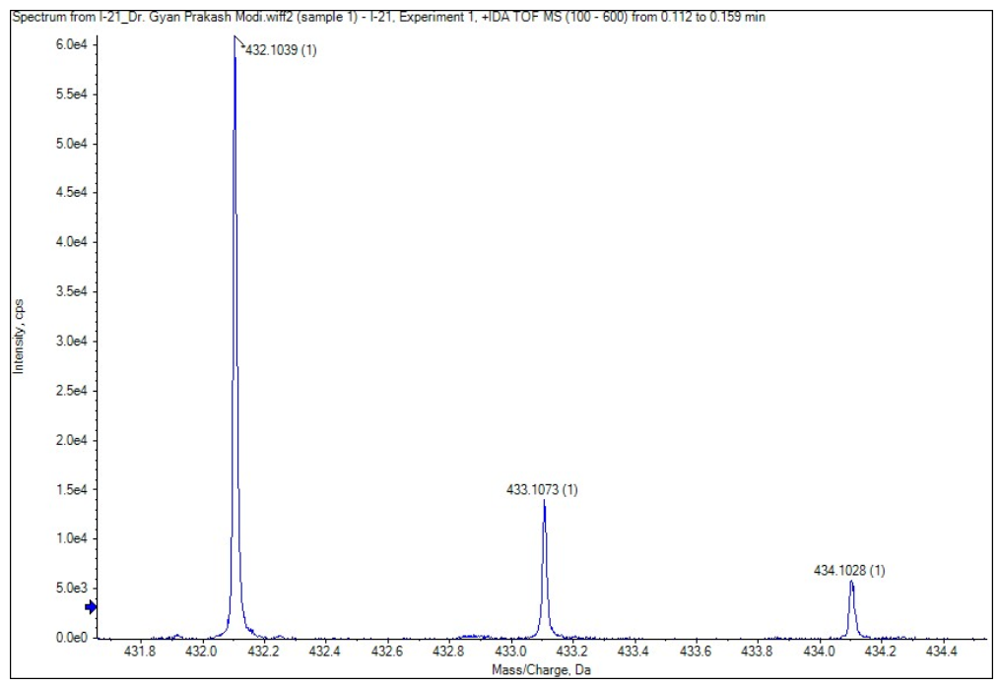 Spectrum from I-21_Dr. Gyan Prakash Modi.wiff2 (sample 1) - I-21, Experiment 1, +IDA TOF MS (100 - 600) from 0.112 to 0.159 min
6.0e4
432.1039 (1)
5.5e4
5.0e4
4.5e4
4.0e4
3.5e4
Intensity, cps
3.0e4
2.5e4
2.0e4
1.5e4
433.1073 (1)
1.0e4
434.1028 (1)
5.0e3
0.0e0
431.8 432.0 432.2 432.4 432.6 432.8 433.0 433.2 433.4 433.6 433.8 434.0 434.2 434.4
Mass/Charge, Da